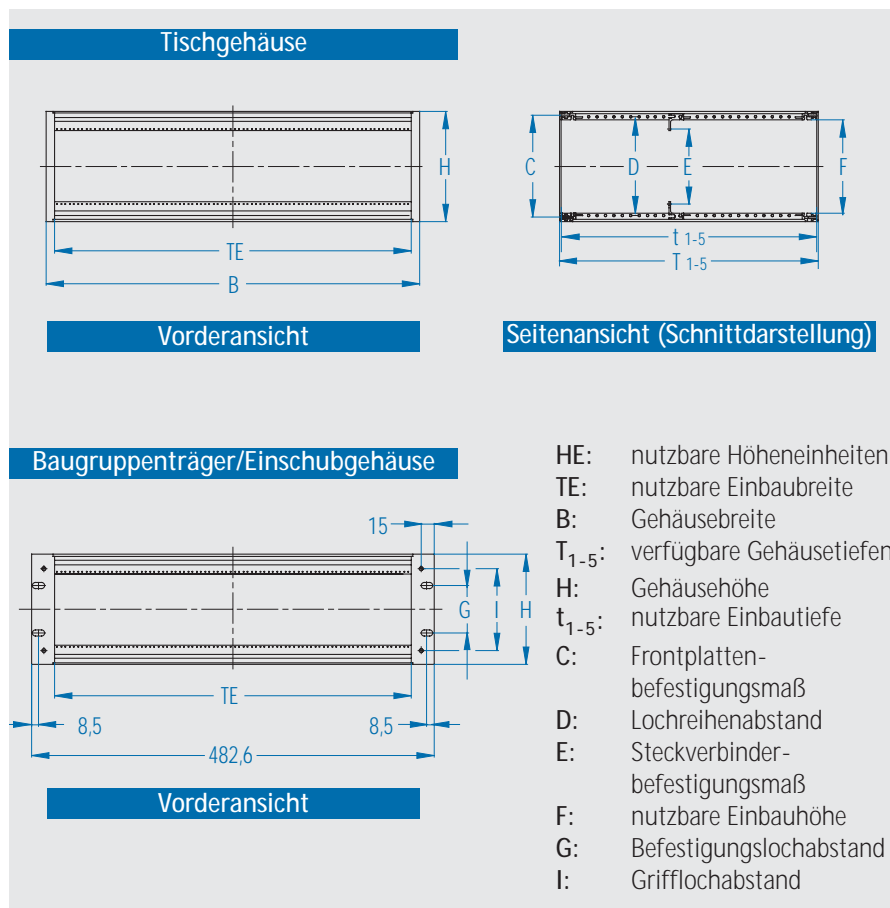 Tischgehäuse
H
TE
B
C
D
E
F
t 1-5
T 1-5
Vorderansicht
Seitenansicht (Schnittdarstellung)
Baugruppenträger/Einschubgehäuse
15
G
I
H
TE
8,5
8,5
482,6
Vorderansicht
HE: nutzbare Höheneinheiten
TE: nutzbare Einbaubreite
B: Gehäusebreite
T1-5: verfügbare Gehäusetiefen
H: Gehäusehöhe
t1-5: nutzbare Einbautiefe
C: Frontplatten-
befestigungsmaß
D: Lochreihenabstand
E: Steckverbinder-
befestigungsmaß
F: nutzbare Einbauhöhe
G: Befestigungslochabstand
I: Grifflochabstand